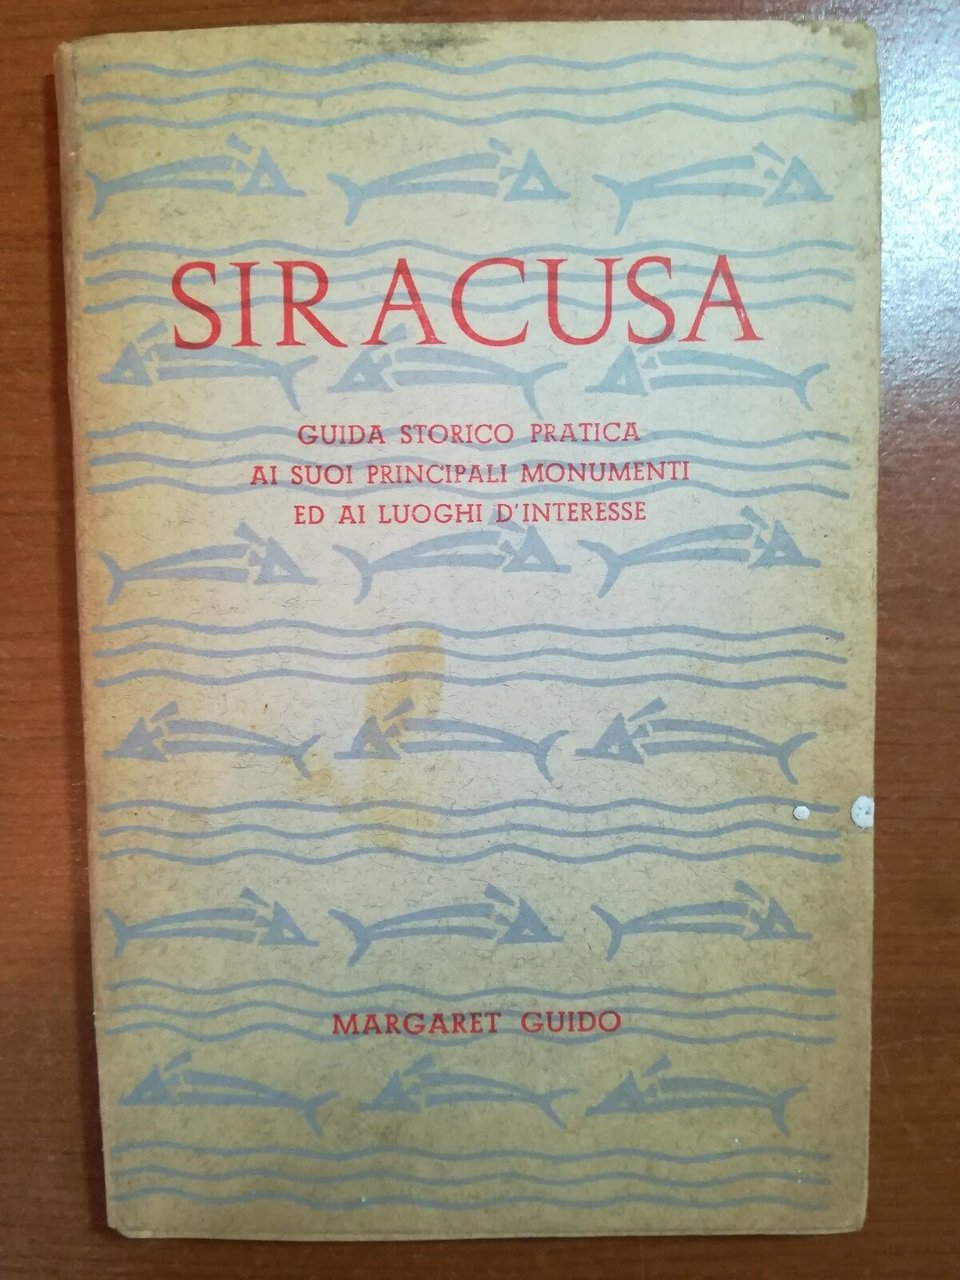 SIRACUSA
GUIDA STORICO PRATICA
AI SUOI PRINCIPALI MONUMENTI
ED AI LUOGHI D'INTERESSE
MARGARET GUIDO